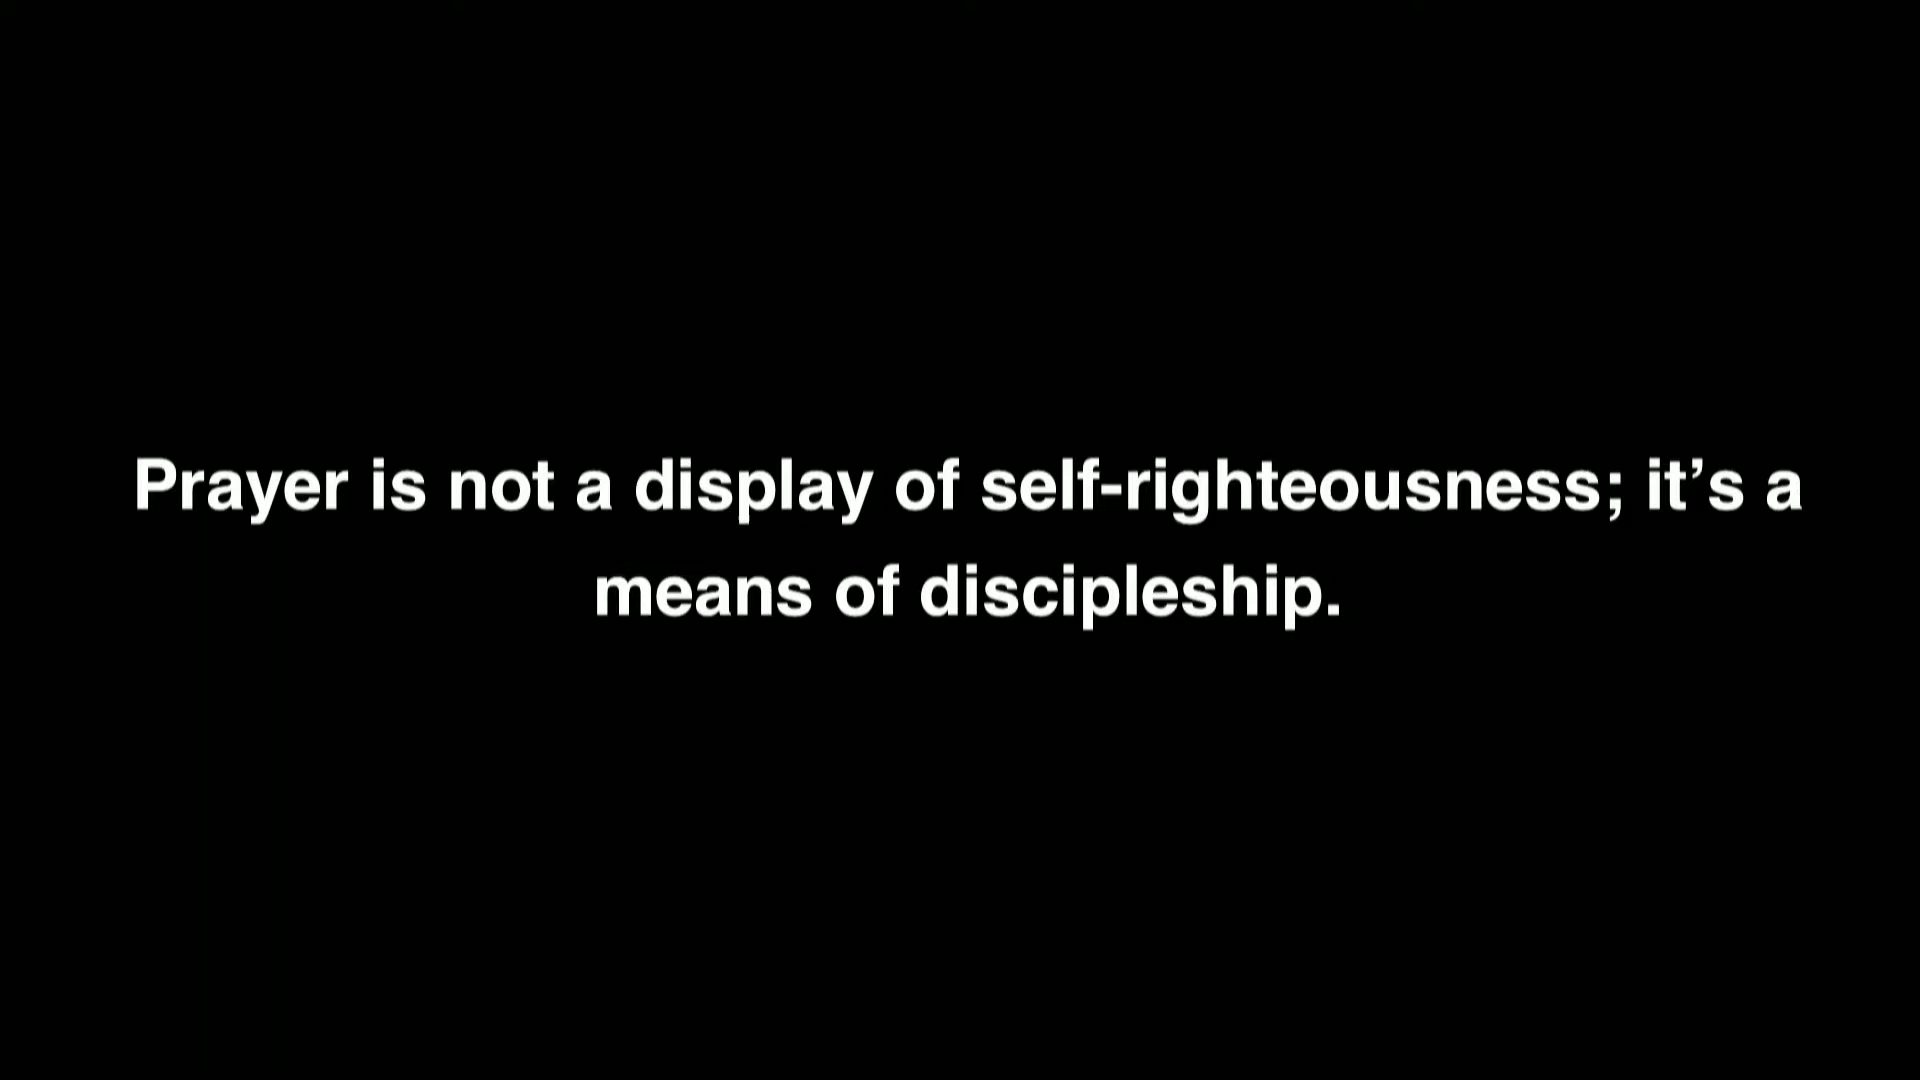 Prayer is not a display of self-righteousness; it’s a
means of discipleship.